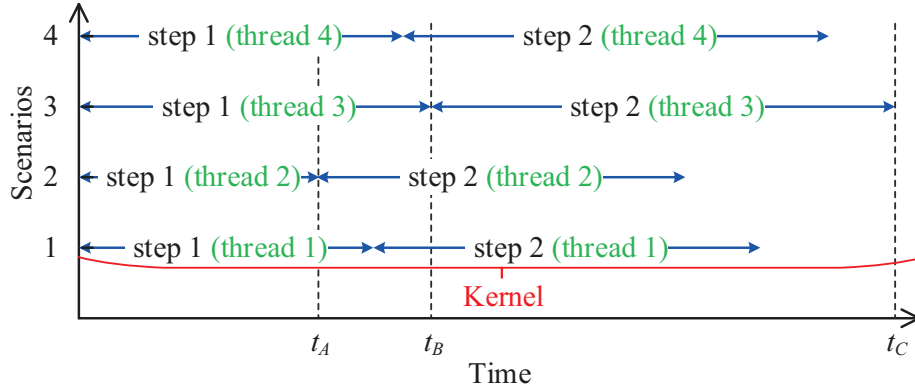 Scenarios
4 step 1 (thread 4) step 2 (thread 4)
3 step 1 (thread 3) step 2 (thread 3)
2 step 1 (thread 2) step 2 (thread 2)
1 step 1 (thread 1) step 2 (thread 1)
Kernel
t_A t_B t_C
Time